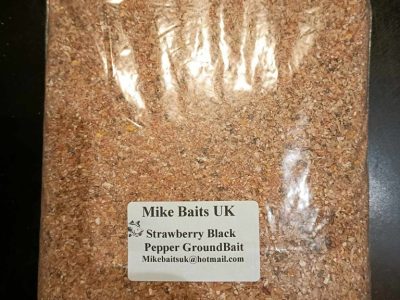 Mike Baits UK
Strawberry Black
Pepper GroundBait
Mikebaitsuk@hotmail.com